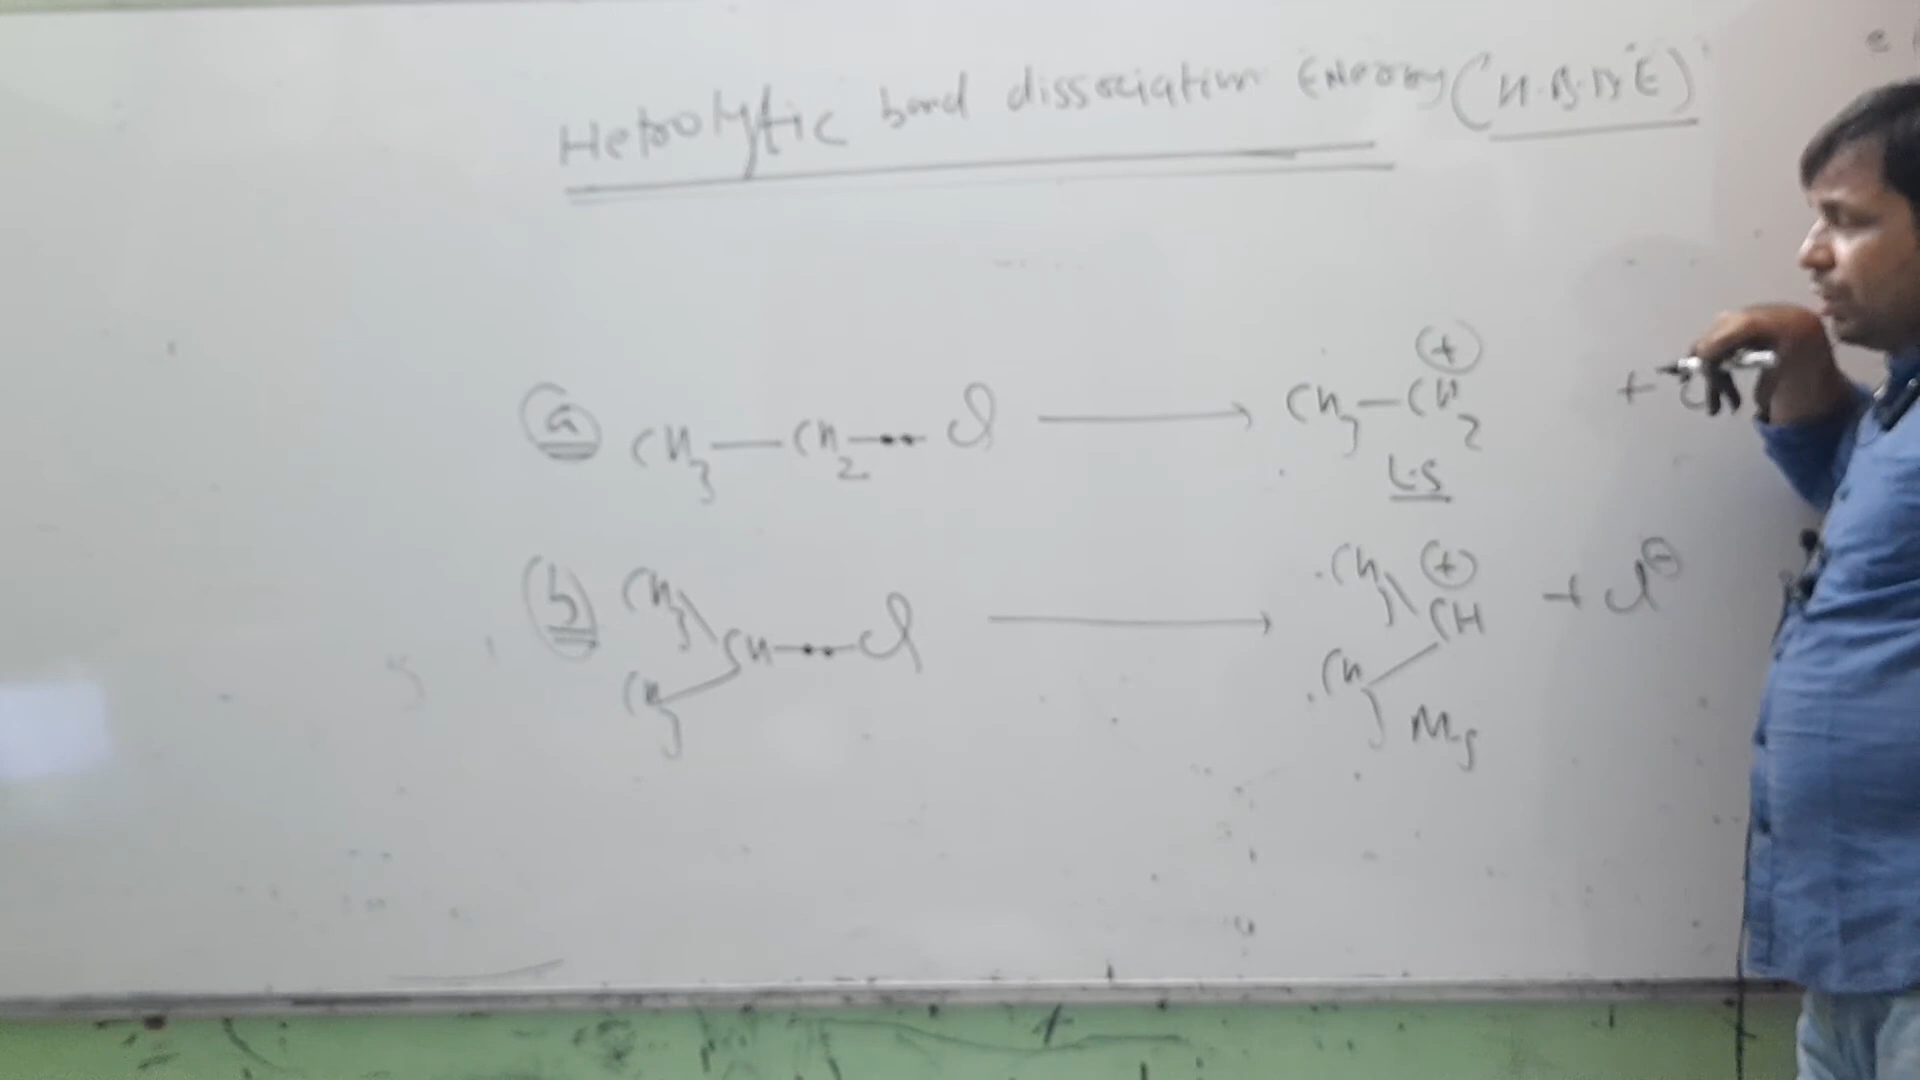 Hetrolytic bond dissociation Energy (H.B.D.E)
(a) CH3—CH2—••Cl ⟶ CH3—CH2 ⊕ +
L.S
(b) CH3 CH3 CH—••—Cl ⟶ CH3 CH3 CH ⊕ + Cl⊖
M.S